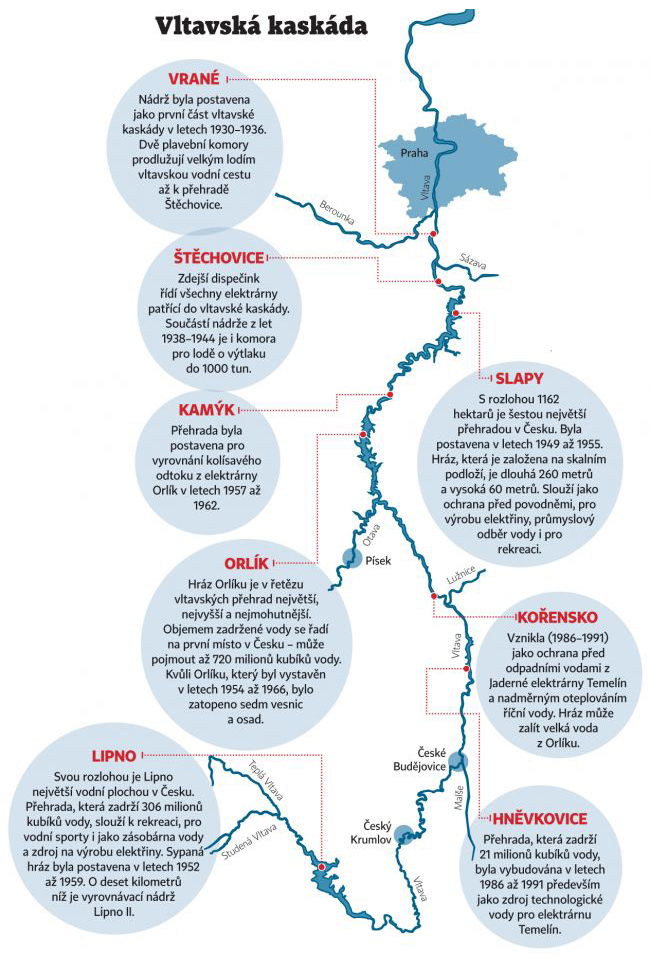 Vltavská kaskáda
VRANÉ
Nádrž byla postavena
jako první část vltavské
kaskády v letech 1930–1936.
Dvě plavební komory
prodlužují velkým lodím
vltavskou vodní cestu
až k přehradě
Štěchovice.
Praha
Vltava
Berounka
Sázava
ŠTĚCHOVICE
Zdejší dispečink
řídí všechny elektrárny
patřící do vltavské kaskády.
Součástí nádrže z let
1938–1944 je i komora
pro lodě o výtlaku
do 1000 tun.
SLAPY
S rozlohou 1162
hektarů je šestou největší
přehradou v Česku. Byla
postavena v letech 1949 až 1955.
Hráz, která je založena na skalním
podloží, je dlouhá 260 metrů
a vysoká 60 metrů. Slouží jako
ochrana před povodněmi, pro
výrobu elektřiny, průmyslový
odběr vody i pro
rekreaci.
KAMÝK
Přehrada byla
postavena pro
vyrovnání kolísavého
odtoku z elektrárny
Orlík v letech 1957 až
1962.
Otava
Písek
ORLÍK
Hráz Orlíku je v řetězu
vltavských přehrad největší,
nejvyšší a nejmohutnější.
Objemem zadržené vody se řadí
na první místo v Česku – může
pojmout až 720 milionů kubíků vody.
Kvůli Orlíku, který byl vystavěn
v letech 1954 až 1966, bylo
zatopeno sedm vesnic
a osad.
Lužnice
KOŘENSKO
Vznikla (1986–1991)
jako ochrana před
odpadními vodami z
Jaderné elektrárny Temelín
a nadměrným oteplováním
říční vody. Hráz může
zalít velká voda
z Orlíku.
Vltava
LIPNO
Svou rozlohou je Lipno
největší vodní plochou v Česku.
Přehrada, která zadrží 306 milionů
kubíků vody, slouží k rekreaci, pro
vodní sporty i jako zásobárna vody
a zdroj na výrobu elektřiny. Sypaná
hráz byla postavena v letech 1952
až 1959. O deset kilometrů
níž je vyrovnávací nádrž
Lipno II.
Teplá Vltava
Studená Vltava
České
Budějovice
Malše
Český
Krumlov
Vltava
HNĚVKOVICE
Přehrada, která zadrží
21 milionů kubíků vody,
byla vybudována v letech
1986 až 1991 především
jako zdroj technologické
vody pro elektrárnu
Temelín.